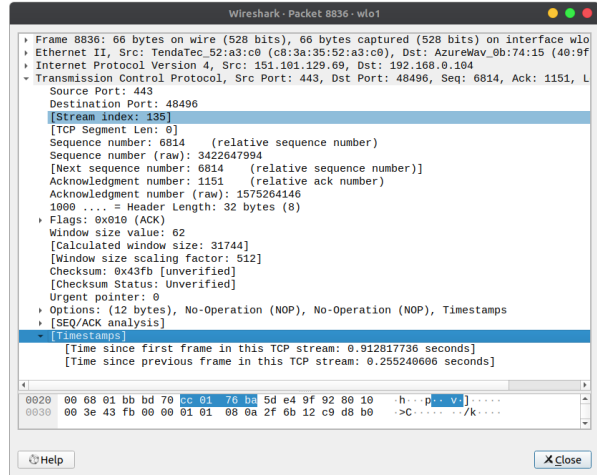 Wireshark · Packet 8836 · wlo1
Frame 8836: 66 bytes on wire (528 bits), 66 bytes captured (528 bits) on interface wlo
Ethernet II, Src: TendaTec_52:a3:c0 (c8:3a:35:52:a3:c0), Dst: AzureWav_0b:74:15 (40:9f
Internet Protocol Version 4, Src: 151.101.129.69, Dst: 192.168.0.104
Transmission Control Protocol, Src Port: 443, Dst Port: 48496, Seq: 6814, Ack: 1151, L
Source Port: 443
Destination Port: 48496
[Stream index: 135]
[TCP Segment Len: 0]
Sequence number: 6814 (relative sequence number)
Sequence number (raw): 3422647994
[Next sequence number: 6814 (relative sequence number)]
Acknowledgment number: 1151 (relative ack number)
Acknowledgment number (raw): 1575264146
1000 .... = Header Length: 32 bytes (8)
Flags: 0x010 (ACK)
Window size value: 62
[Calculated window size: 31744]
[Window size scaling factor: 512]
Checksum: 0x43fb [unverified]
[Checksum Status: Unverified]
Urgent pointer: 0
Options: (12 bytes), No-Operation (NOP), No-Operation (NOP), Timestamps
[SEQ/ACK analysis]
[Timestamps]
[Time since first frame in this TCP stream: 0.912817736 seconds]
[Time since previous frame in this TCP stream: 0.255240606 seconds]
0020 00 68 01 bb bd 70 cc 01 76 ba 5d e4 9f 92 80 10 ·h···p·· v·]·····
0030 00 3e 43 fb 00 00 01 01 08 0a 2f 6b 12 c9 d8 b0 ·>C····· ··/k····
Help
Close